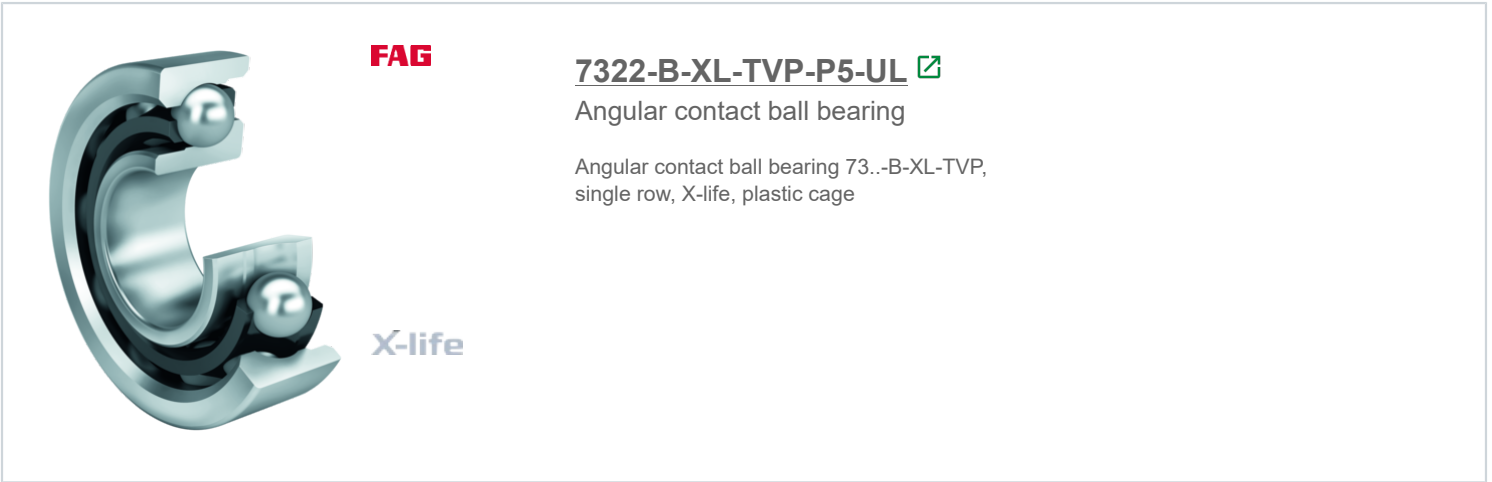 FAG
7322-B-XL-TVP-P5-UL
Angular contact ball bearing
Angular contact ball bearing 73..-B-XL-TVP,
single row, X-life, plastic cage
X-life